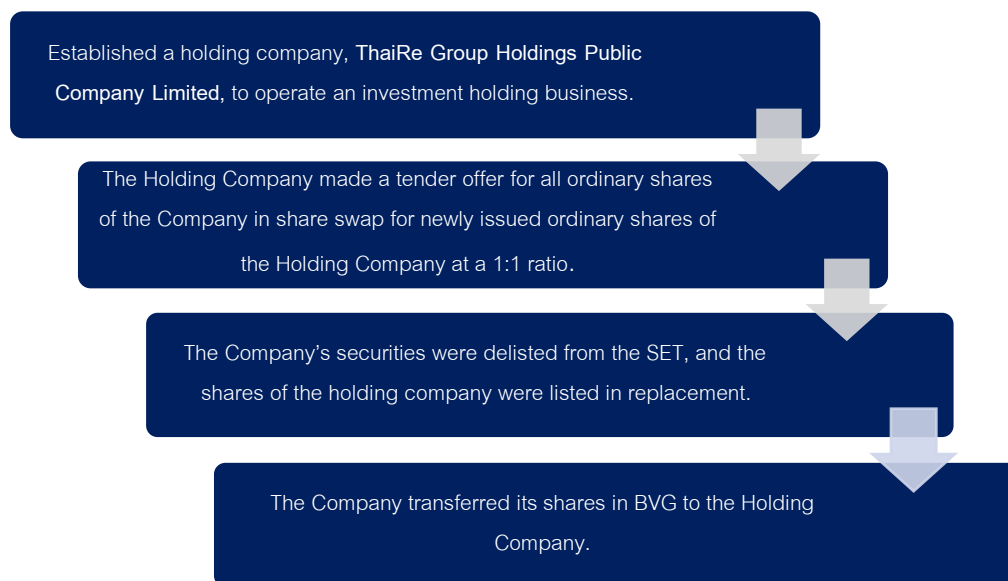 Established a holding company, ThaiRe Group Holdings Public
Company Limited, to operate an investment holding business.
The Holding Company made a tender offer for all ordinary shares
of the Company in share swap for newly issued ordinary shares of
the Holding Company at a 1:1 ratio.
The Company’s securities were delisted from the SET, and the
shares of the holding company were listed in replacement.
The Company transferred its shares in BVG to the Holding
Company.